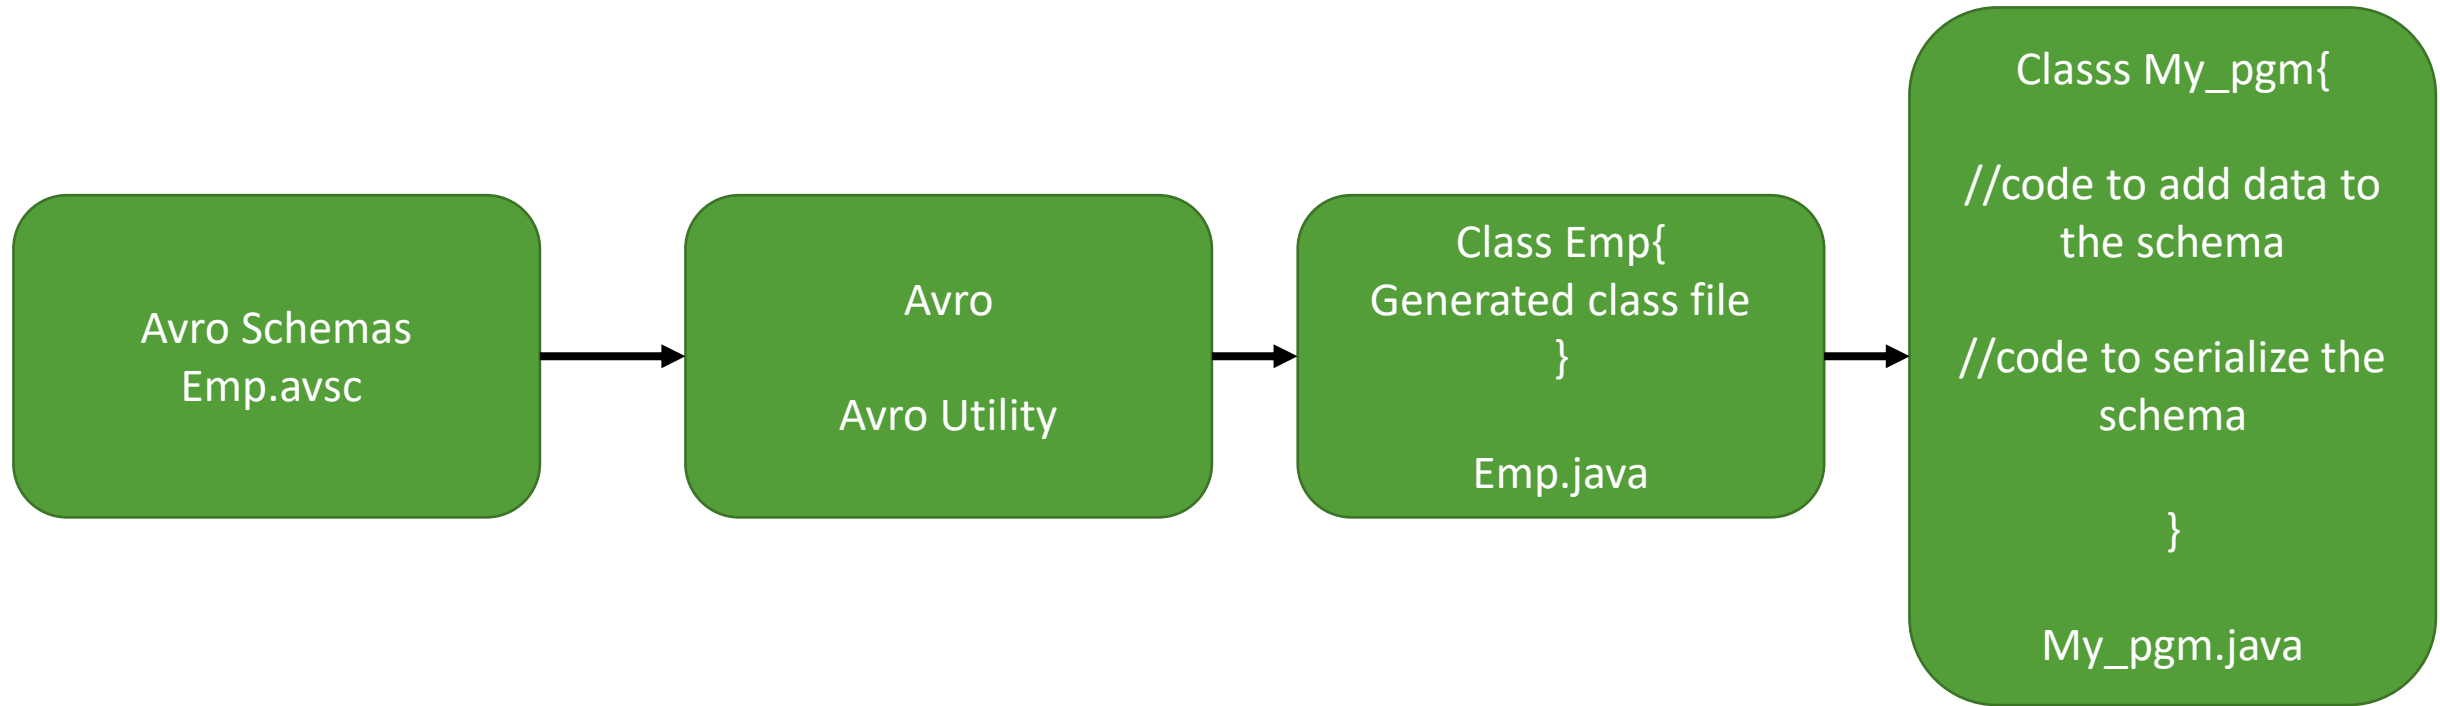 Avro Schemas
Emp.avsc
Avro
Avro Utility
Class Emp{
Generated class file
}
Emp.java
Classs My_pgm{
//code to add data to
the schema
//code to serialize the
schema
}
My_pgm.java